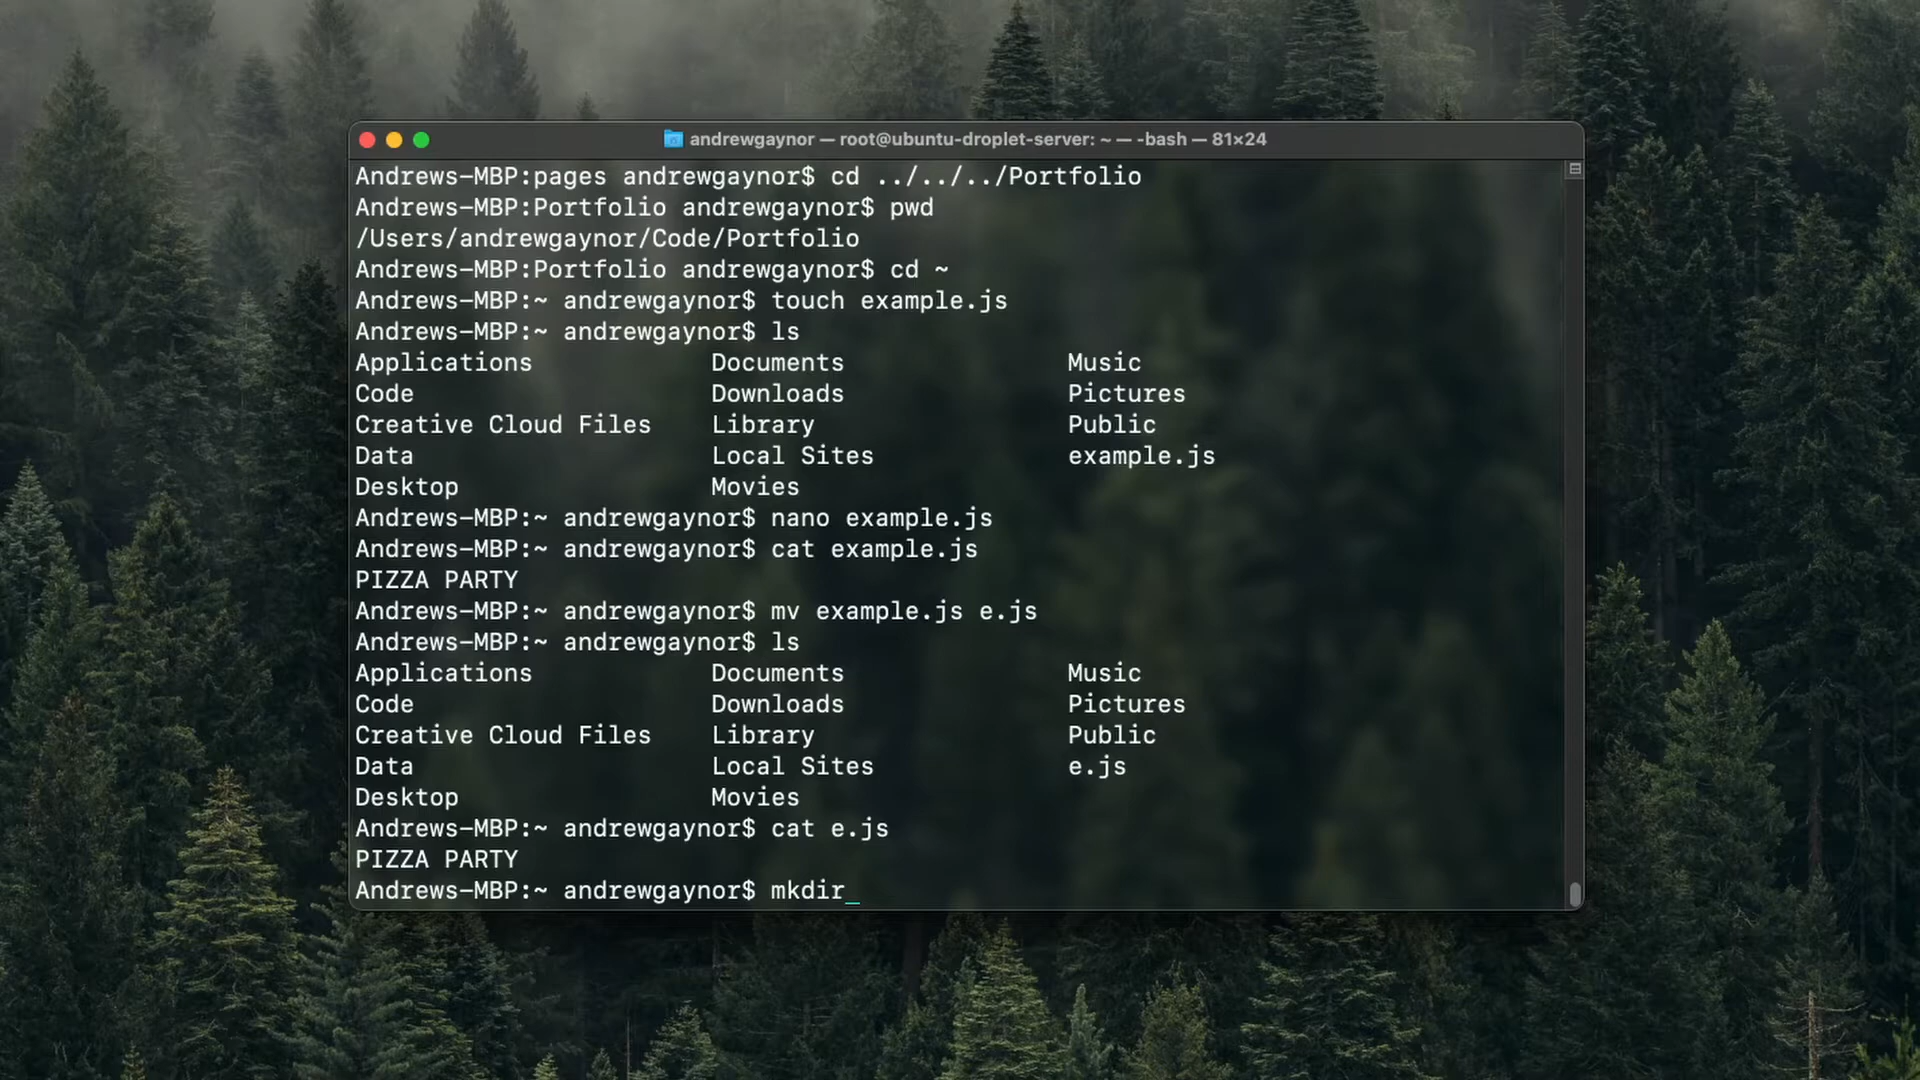 andrewgaynor — root@ubuntu-droplet-server: ~ — -bash — 81×24
Andrews-MBP:pages andrewgaynor$ cd ../../../Portfolio
Andrews-MBP:Portfolio andrewgaynor$ pwd
/Users/andrewgaynor/Code/Portfolio
Andrews-MBP:Portfolio andrewgaynor$ cd ~
Andrews-MBP:~ andrewgaynor$ touch example.js
Andrews-MBP:~ andrewgaynor$ ls
Applications Documents Music
Code Downloads Pictures
Creative Cloud Files Library Public
Data Local Sites example.js
Desktop Movies
Andrews-MBP:~ andrewgaynor$ nano example.js
Andrews-MBP:~ andrewgaynor$ cat example.js
PIZZA PARTY
Andrews-MBP:~ andrewgaynor$ mv example.js e.js
Andrews-MBP:~ andrewgaynor$ ls
Applications Documents Music
Code Downloads Pictures
Creative Cloud Files Library Public
Data Local Sites e.js
Desktop Movies
Andrews-MBP:~ andrewgaynor$ cat e.js
PIZZA PARTY
Andrews-MBP:~ andrewgaynor$ mkdir_